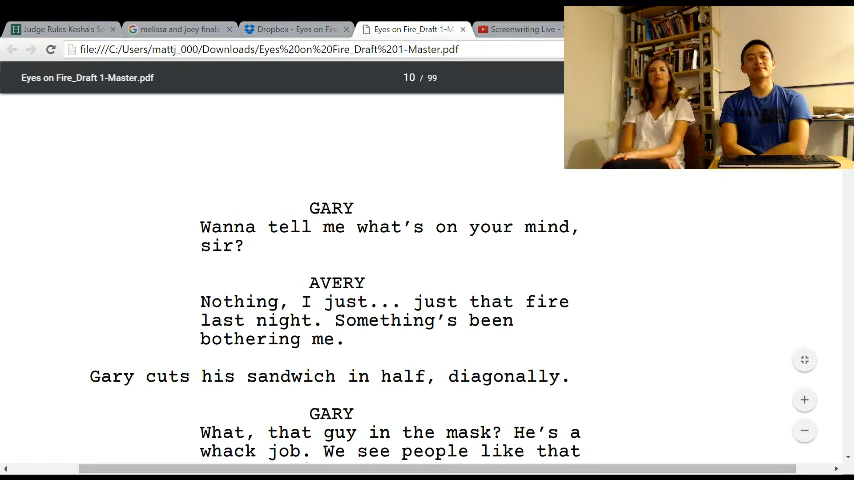 Judge Rules Kesha's Se
melissa and joey finali
Dropbox - Eyes on Fire
Eyes on Fire_Draft 1-M
Screenwriting Live -
file:///C:/Users/mattj_000/Downloads/Eyes%20on%20Fire_Draft%201-Master.pdf
Eyes on Fire_Draft 1-Master.pdf
10 / 99
GARY
Wanna tell me what's on your mind,
sir?
AVERY
Nothing, I just... just that fire
last night. Something's been
bothering me.
Gary cuts his sandwich in half, diagonally.
GARY
What, that guy in the mask? He's a
whack job. We see people like that